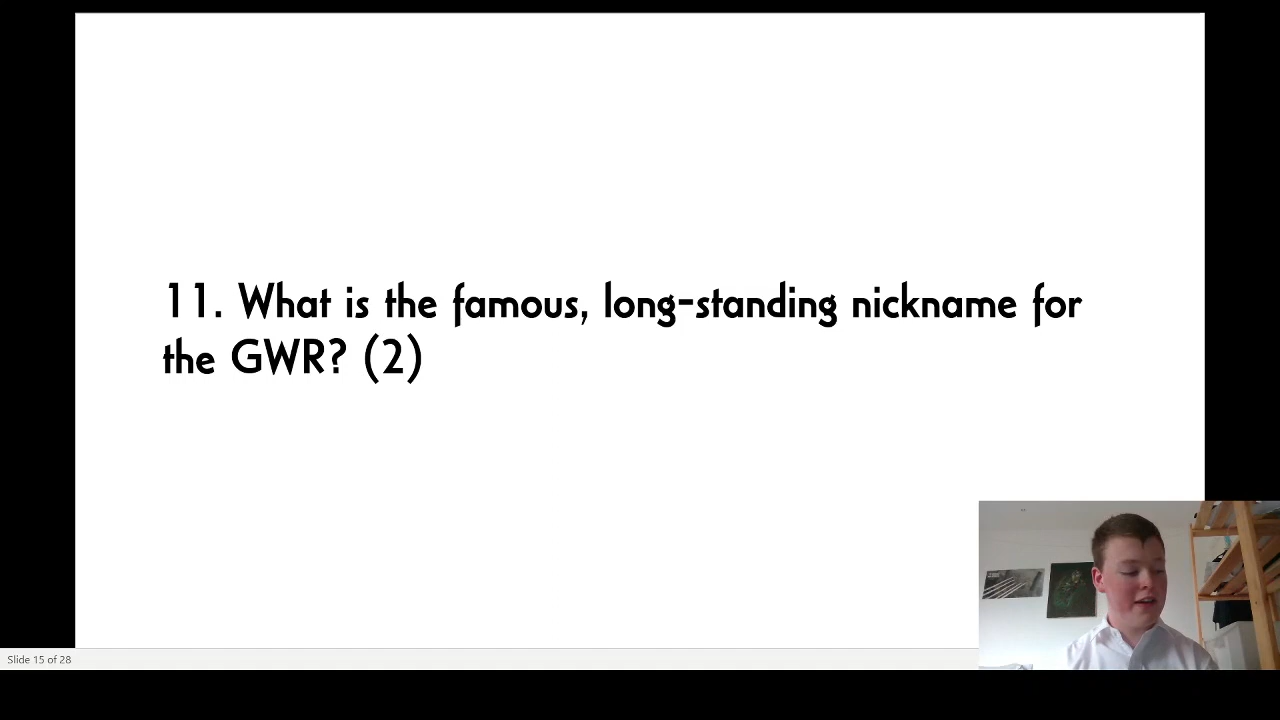 11. What is the famous, long-standing nickname for
the GWR? (2)
Slide 15 of 28